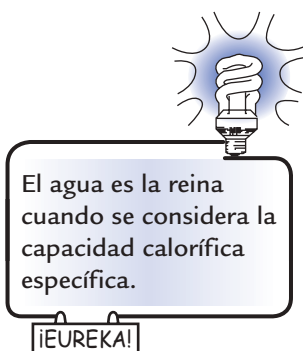 El agua es la reina
cuando se considera la
capacidad calorífica
específica.
¡EUREKA!